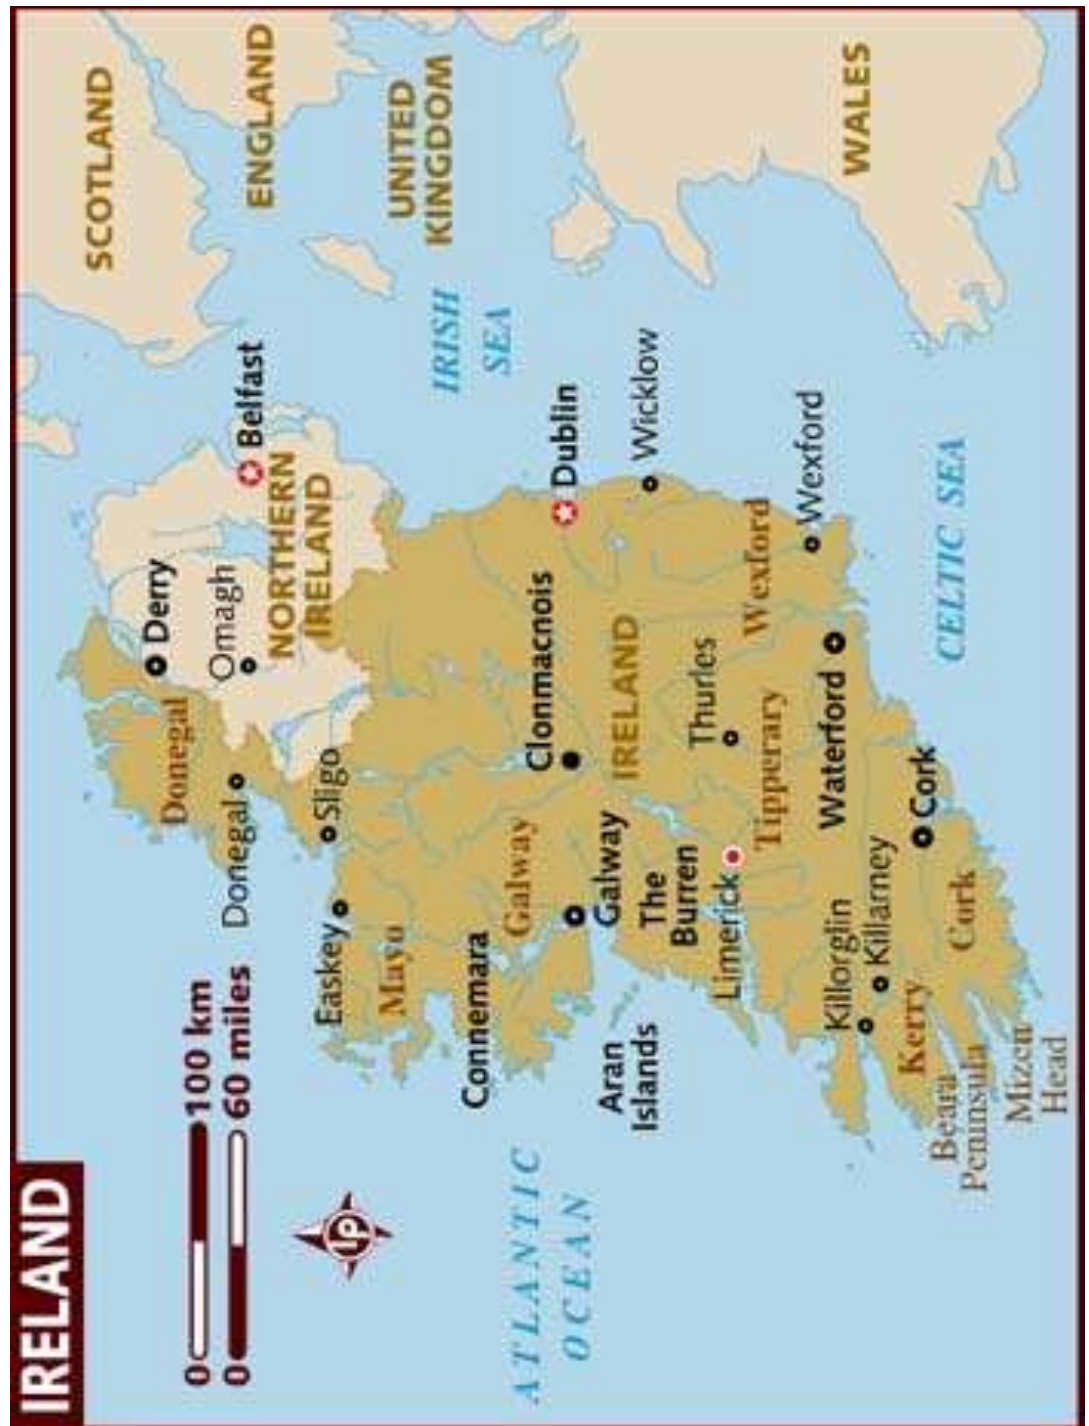 IRELAND
0 100 km
0 60 miles
lp
SCOTLAND
ENGLAND
UNITED
KINGDOM
WALES
NORTHERN
IRELAND
Derry
Belfast
Omagh
Donegal
Donegal
Sligo
Easkey
Mayo
Connemara
IRISH
SEA
Galway
Galway
Clonmacnois
Dublin
Wicklow
IRELAND
Aran
Islands
The
Burren
Limerick
Thurles
Tipperary
Wexford
Wexford
Waterford
Killorglin
Killarney
Kerry
Cork
Cork
Beara
Peninsula
Mizen
Head
ATLANTIC
OCEAN
CELTIC SEA